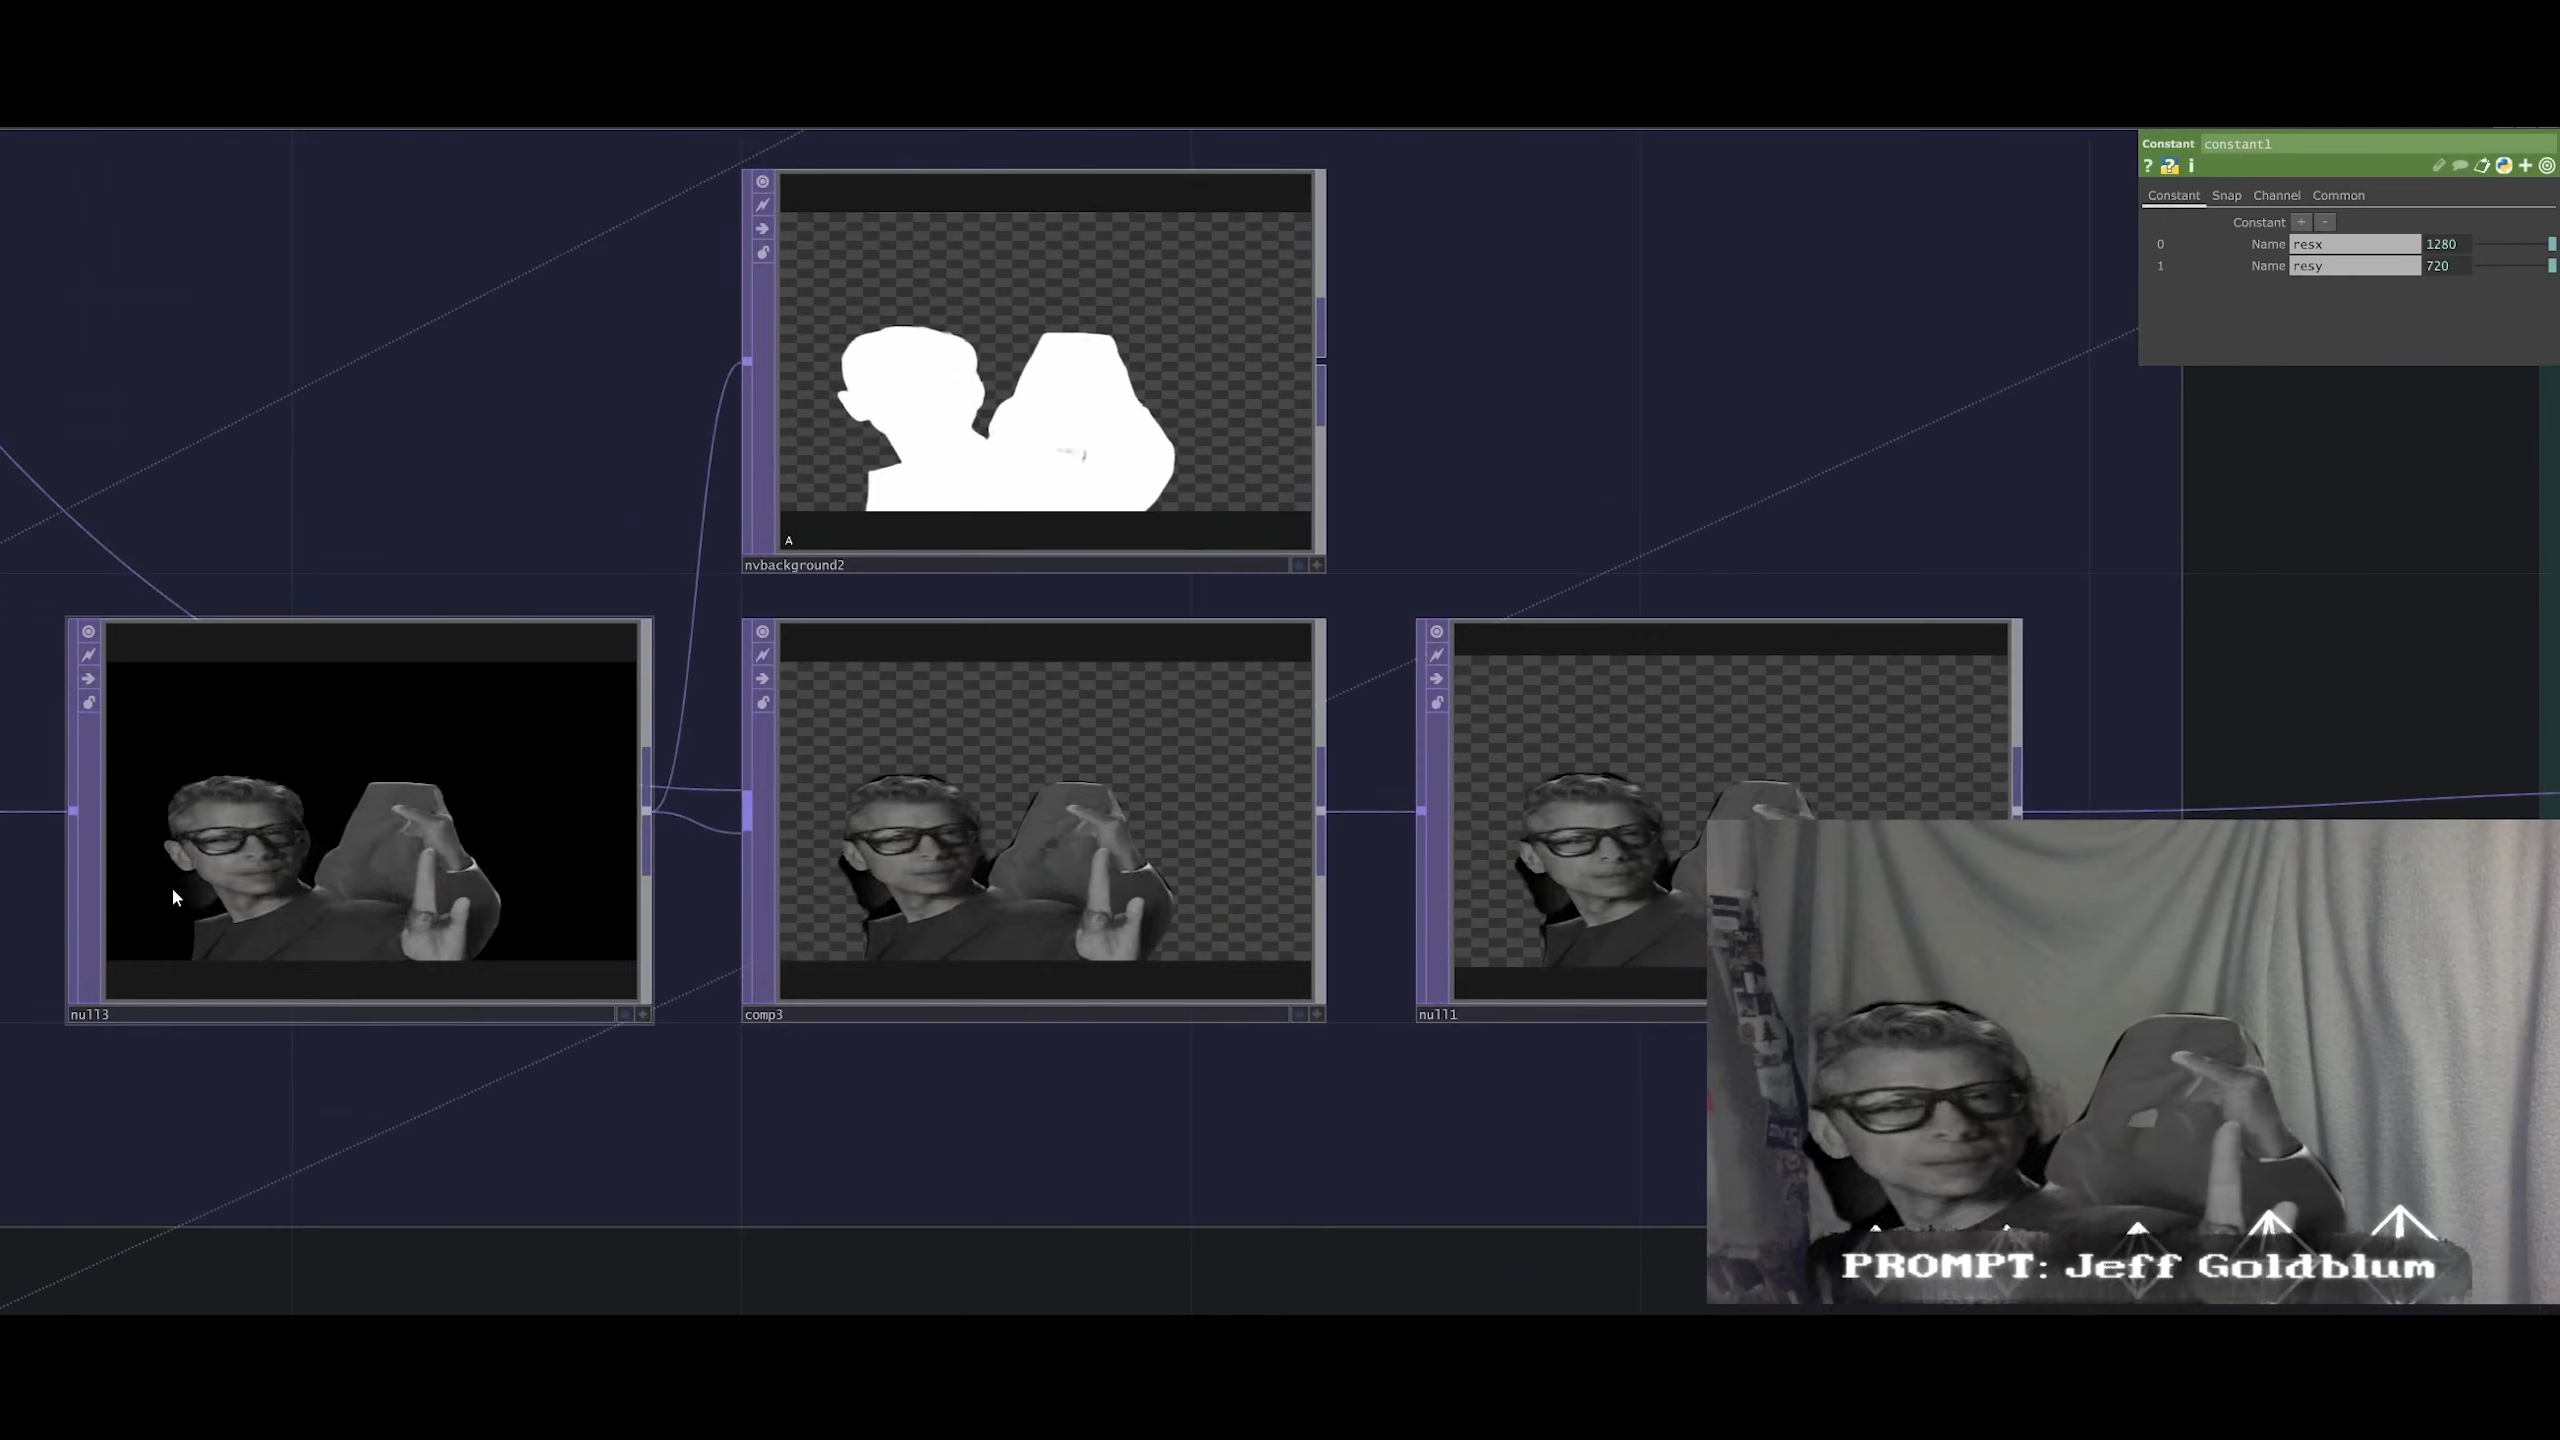 Constant constant1
? ? i
Constant Snap Channel Common
Constant + -
0 Name resx 1280
1 Name resy 720
A
nvbackground2
null3
comp3
null1
PROMPT: Jeff Goldblum